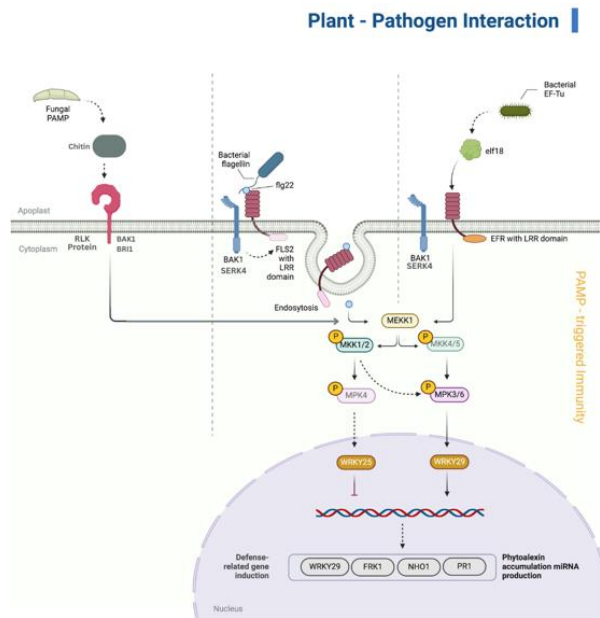 Plant - Pathogen Interaction
Bacterial
EF-Tu
Fungal
PAMP
Chitin
Bacterial
flagellin
flg22
elf18
Apoplast
Cytoplasm
RLK
Protein
BAK1
BRI1
BAK1
SERK4
FLS2
with
LRR
domain
BAK1
SERK4
EFR with LRR domain
Endosytosis
PAMP - triggered Immunity
MEKK1
P
MKK1/2
P
MKK4/5
P
MPK4
P
MPK3/6
WRKY25
WRKY29
Defense-
related gene
induction
WRKY29
FRK1
NHO1
PR1
Phytoalexin
accumulation miRNA
production
Nucleus